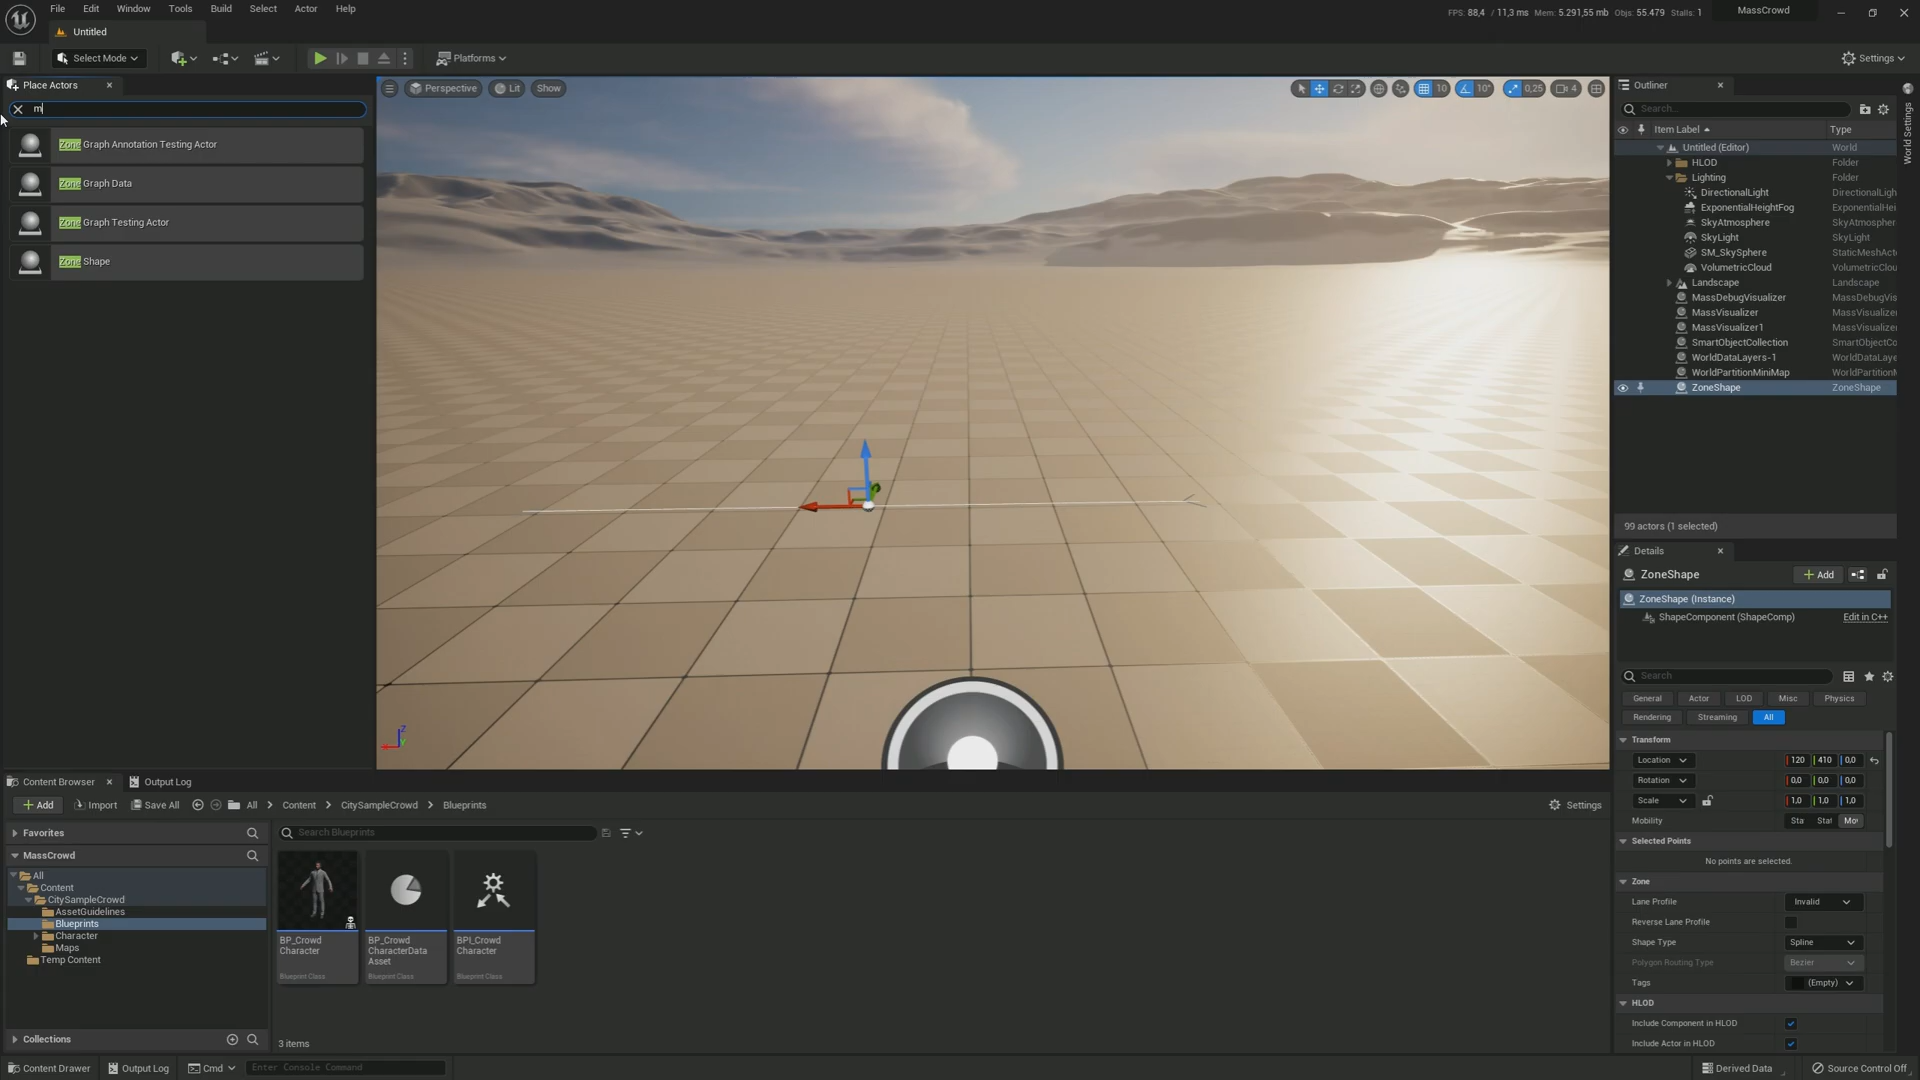 File Edit Window Tools Build Select Actor Help
FPS: 88,4 / 11,3 ms Mem: 5.291,55 mb Objs: 55.479 Stalls: 1 MassCrowd
Untitled
Select Mode Platforms Settings
Place Actors
m
Zone Graph Annotation Testing Actor
Zone Graph Data
Zone Graph Testing Actor
Zone Shape
Perspective Lit Show
10 10° 0,25 4
Outliner
Search...
Item Label Type
Untitled (Editor) World
HLOD Folder
Lighting Folder
DirectionalLight DirectionalLigh
ExponentialHeightFog ExponentialHei
SkyAtmosphere SkyAtmospher
SkyLight SkyLight
SM_SkySphere StaticMeshAct
VolumetricCloud VolumetricClou
Landscape Landscape
MassDebugVisualizer MassDebugVis
MassVisualizer MassVisualizer
MassVisualizer1 MassVisualizer
SmartObjectCollection SmartObjectCo
WorldDataLayers-1 WorldDataLaye
WorldPartitionMiniMap WorldPartitionM
ZoneShape ZoneShape
99 actors (1 selected)
World Settings
Details
ZoneShape Add
ZoneShape (Instance)
ShapeComponent (ShapeComp) Edit in C++
Search
General Actor LOD Misc Physics
Rendering Streaming All
Transform
Location 120 410 0,0
Rotation 0,0 0,0 0,0
Scale 1,0 1,0 1,0
Mobility Sta Stat Mov
Selected Points
No points are selected.
Zone
Lane Profile Invalid
Reverse Lane Profile
Shape Type Spline
Polygon Routing Type Bezier
Tags (Empty)
HLOD
Include Component in HLOD
Include Actor in HLOD
Z
Content Browser Output Log
Add Import Save All All Content CitySampleCrowd Blueprints Settings
Favorites
MassCrowd
All
Content
CitySampleCrowd
AssetGuidelines
Blueprints
Character
Maps
Temp Content
Collections
Search Blueprints
BP_Crowd
Character
Blueprint Class
BP_Crowd
CharacterData
Asset
Blueprint Class
BPI_Crowd
Character
Blueprint Class
3 items
Content Drawer Output Log Cmd Enter Console Command Derived Data Source Control Off